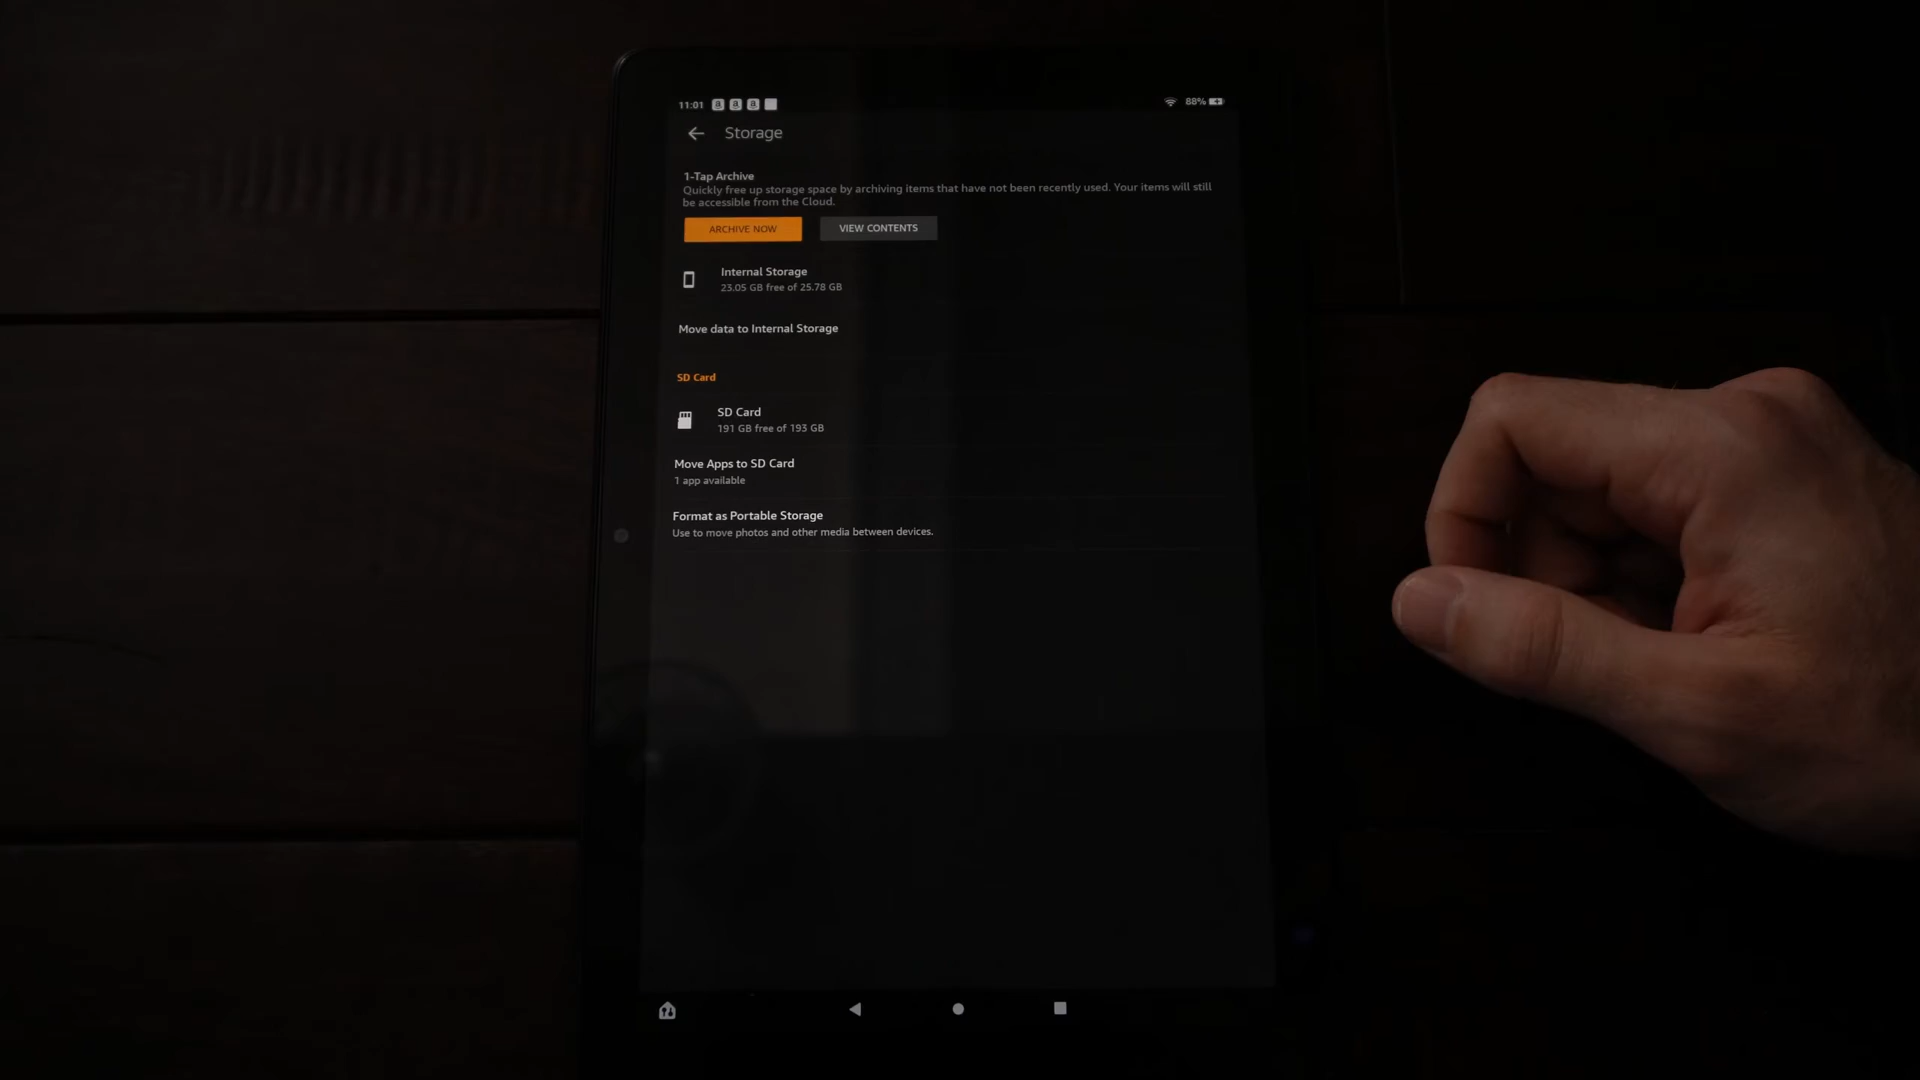 11:01
88%
Storage
1-Tap Archive
Quickly free up storage space by archiving items that have not been recently used. Your items will still
be accessible from the Cloud.
ARCHIVE NOW
VIEW CONTENTS
Internal Storage
23.05 GB free of 25.78 GB
Move data to Internal Storage
SD Card
SD Card
191 GB free of 193 GB
Move Apps to SD Card
1 app available
Format as Portable Storage
Use to move photos and other media between devices.